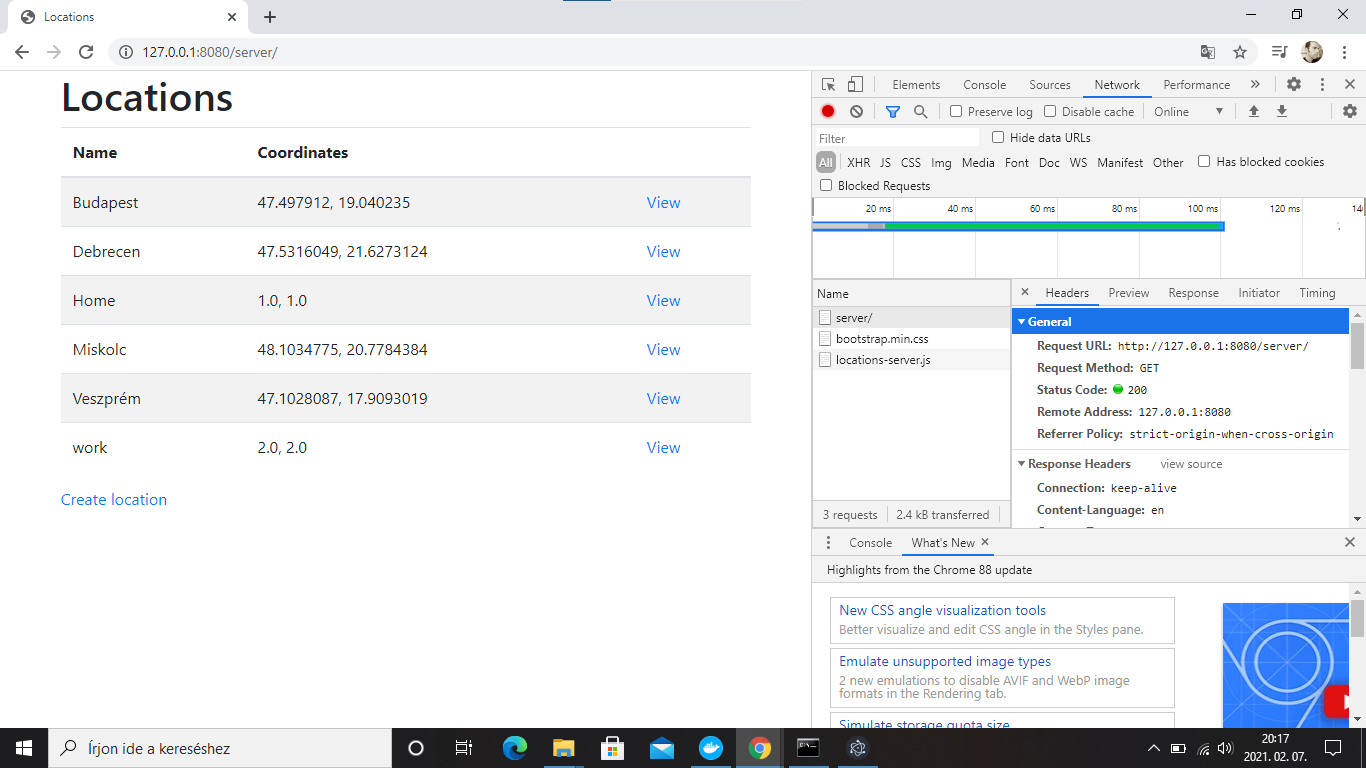 Locations
127.0.0.1:8080/server/
Locations
Name Coordinates
Budapest 47.497912, 19.040235 View
Debrecen 47.5316049, 21.6273124 View
Home 1.0, 1.0 View
Miskolc 48.1034775, 20.7784384 View
Veszprém 47.1028087, 17.9093019 View
work 2.0, 2.0 View
Create location
Elements Console Sources Network Performance
Preserve log Disable cache Online
Filter Hide data URLs
All XHR JS CSS Img Media Font Doc WS Manifest Other Has blocked cookies
Blocked Requests
20 ms 40 ms 60 ms 80 ms 100 ms 120 ms 14
Name
server/
bootstrap.min.css
locations-server.js
3 requests 2.4 kB transferred
Headers Preview Response Initiator Timing
General
Request URL: http://127.0.0.1:8080/server/
Request Method: GET
Status Code: 200
Remote Address: 127.0.0.1:8080
Referrer Policy: strict-origin-when-cross-origin
Response Headers view source
Connection: keep-alive
Content-Language: en
Console What's New
Highlights from the Chrome 88 update
New CSS angle visualization tools
Better visualize and edit CSS angle in the Styles pane.
Emulate unsupported image types
2 new emulations to disable AVIF and WebP image
formats in the Rendering tab.
Simulate storage quota size
Írjon ide a kereséshez
20:17
2021. 02. 07.